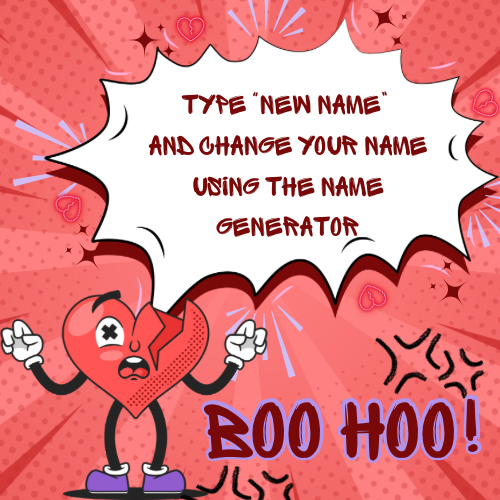 TYPE "NEW NAME"
AND CHANGE YOUR NAME
USING THE NAME
GENERATOR
BOO HOO!